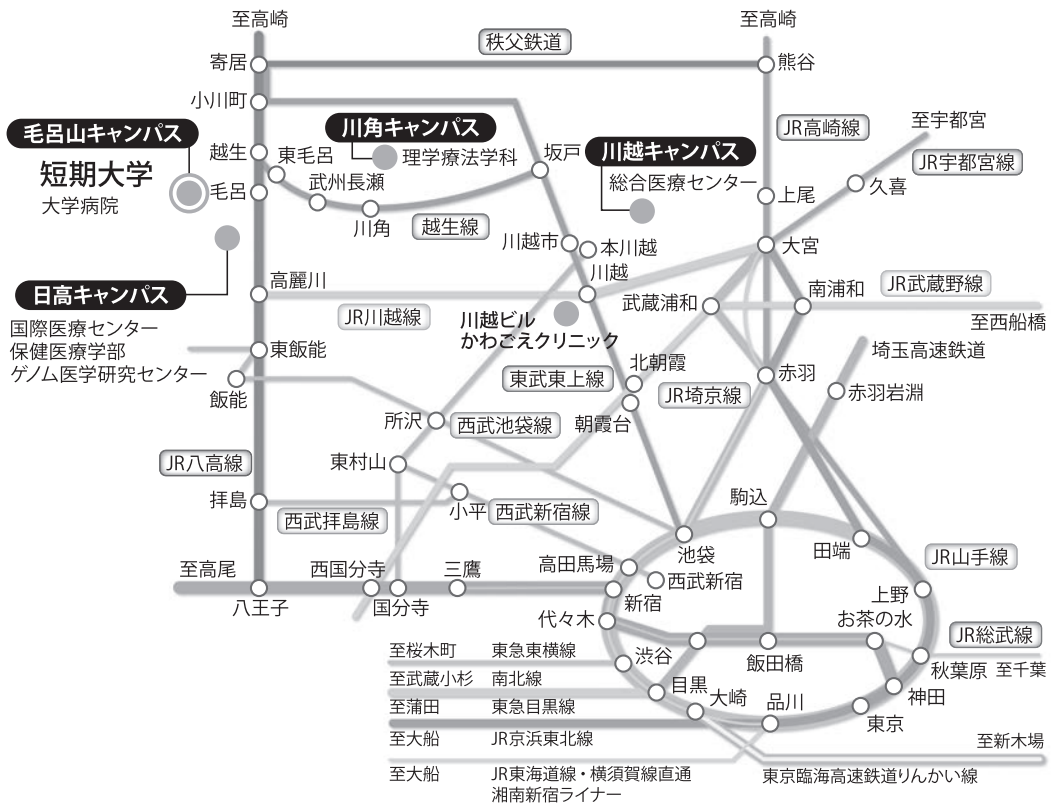 至高崎
至高崎
秩父鉄道
寄居
熊谷
小川町
至宇都宮
毛呂山キャンパス
川角キャンパス
JR高崎線
越生
東毛呂
理学療法学科
坂戸
川越キャンパス
JR宇都宮線
短期大学
武州長瀬
総合医療センター
久喜
大学病院
毛呂
上尾
川角
越生線
川越市
本川越
大宮
川越
日高キャンパス
高麗川
武蔵浦和
南浦和
JR武蔵野線
JR川越線
川越ビル
かわごえクリニック
至西船橋
国際医療センター
保健医療学部
ゲノム医学研究センター
東飯能
埼玉高速鉄道
北朝霞
飯能
東武東上線
JR埼京線
赤羽
赤羽岩淵
所沢
西武池袋線
朝霞台
東村山
JR八高線
拝島
小平
西武新宿線
駒込
西武拝島線
池袋
田端
JR山手線
至高尾
西国分寺
三鷹
高田馬場
西武新宿
八王子
国分寺
新宿
上野
代々木
お茶の水
JR総武線
至桜木町 東急東横線
渋谷
飯田橋
秋葉原 至千葉
至武蔵小杉 南北線
目黒
神田
至蒲田 東急目黒線
大崎
品川
東京
至大船 JR京浜東北線
至新木場
至大船 JR東海道線・横須賀線直通
湘南新宿ライナー
東京臨海高速鉄道りんかい線